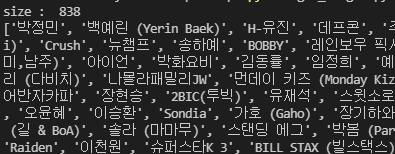 size :  838
['박정민', '백예린 (Yerin Baek)', 'H-유진', '데프콘',
i)', 'Crush', '뉴챔프', '송하예', 'BOBBY', '레인보우 픽시
미,남주)', '아이언', '박화요비', '김동률', '임정희', '예
리 (다비치)', '나몰라패밀리JW', '먼데이 키즈 (Monday Kiz
어반자카파', '장현승', '2BIC(투빅)', '유재석', '스윗소로
, '오윤혜', '이승환', 'Sondia', '가호 (Gaho)', '장기하와
(길 & BoA)', '솔라 (마마무)', '스탠딩 에그', '박봄 (Par
'Raiden', '이천원', '슈퍼스타K 3', 'BILL STAX (빌스택스)